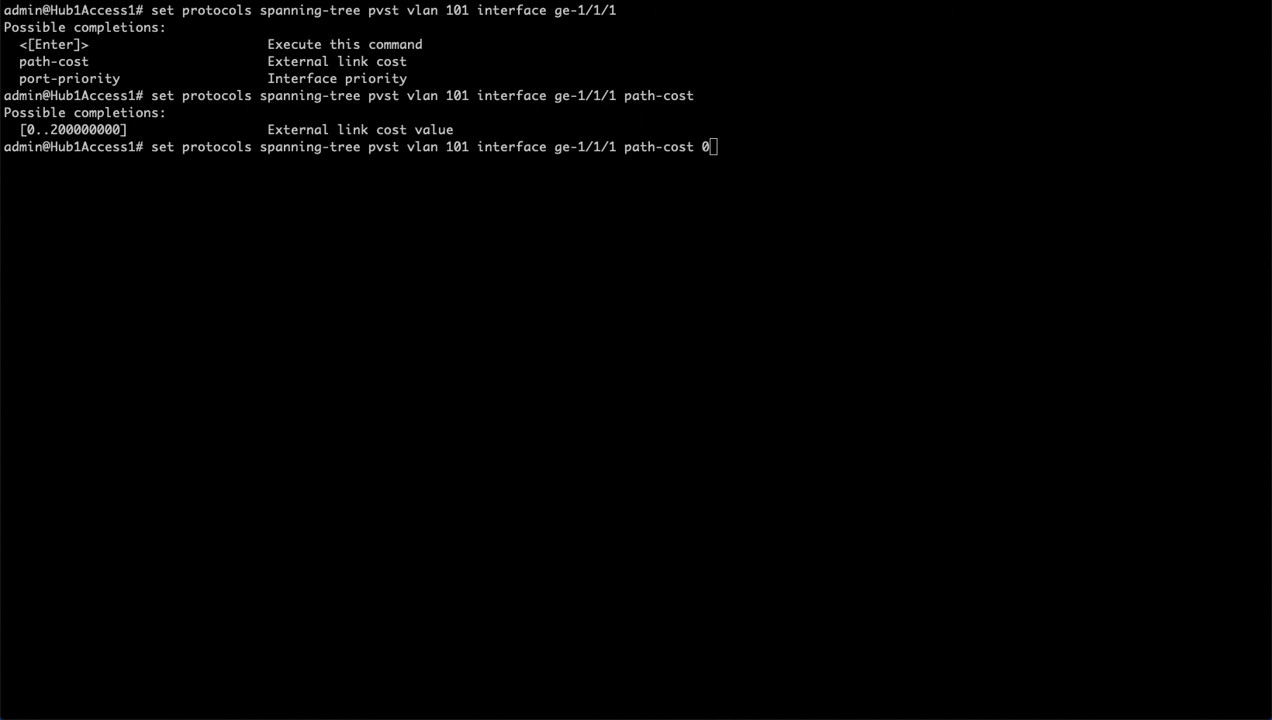 admin@Hub1Access1# set protocols spanning-tree pvst vlan 101 interface ge-1/1/1
Possible completions:
  <[Enter]>                       Execute this command
  path-cost                       External link cost
  port-priority                   Interface priority
admin@Hub1Access1# set protocols spanning-tree pvst vlan 101 interface ge-1/1/1 path-cost
Possible completions:
  [0..200000000]                  External link cost value
admin@Hub1Access1# set protocols spanning-tree pvst vlan 101 interface ge-1/1/1 path-cost 0